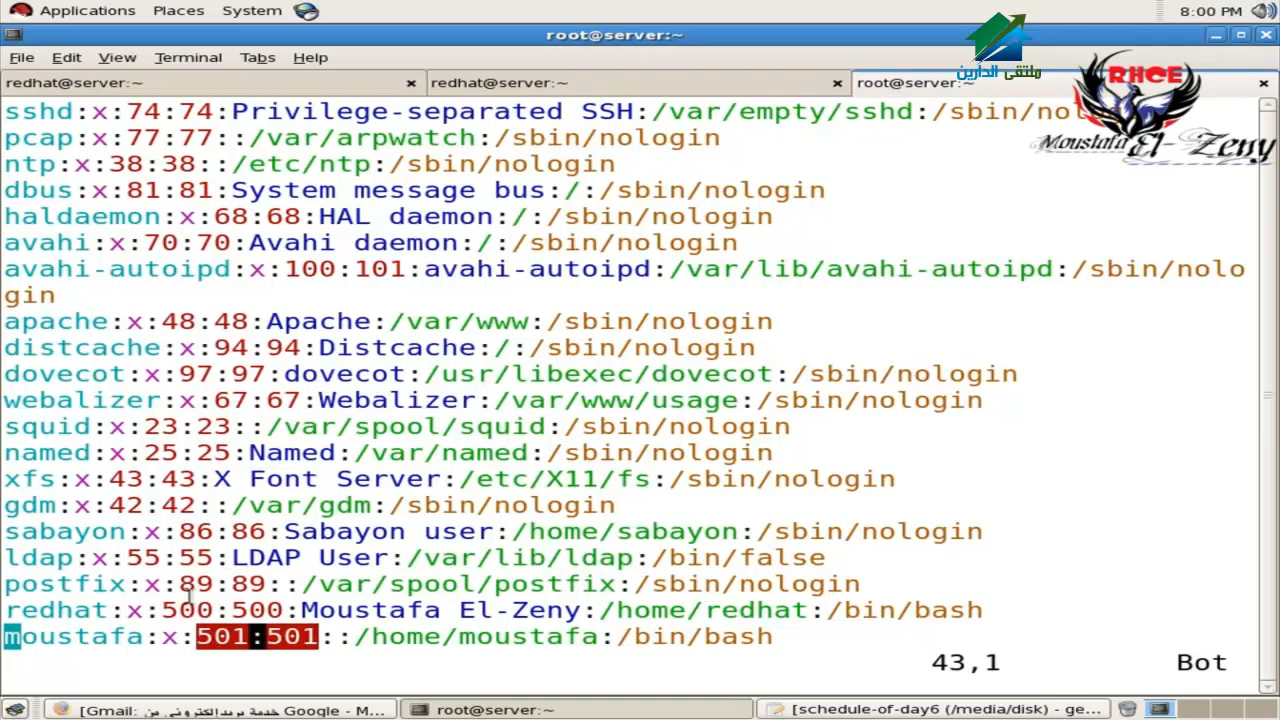 Applications Places System 8:00 PM
root@server:~
File Edit View Terminal Tabs Help
ملتقى الدارين
redhat@server:~ redhat@server:~ root@server:~
RHCE
Moustafa El-Zeny
sshd:x:74:74:Privilege-separated SSH:/var/empty/sshd:/sbin/nol
pcap:x:77:77::/var/arpwatch:/sbin/nologin
ntp:x:38:38::/etc/ntp:/sbin/nologin
dbus:x:81:81:System message bus:/:/sbin/nologin
haldaemon:x:68:68:HAL daemon:/:/sbin/nologin
avahi:x:70:70:Avahi daemon:/:/sbin/nologin
avahi-autoipd:x:100:101:avahi-autoipd:/var/lib/avahi-autoipd:/sbin/nolo
gin
apache:x:48:48:Apache:/var/www:/sbin/nologin
distcache:x:94:94:Distcache:/:/sbin/nologin
dovecot:x:97:97:dovecot:/usr/libexec/dovecot:/sbin/nologin
webalizer:x:67:67:Webalizer:/var/www/usage:/sbin/nologin
squid:x:23:23::/var/spool/squid:/sbin/nologin
named:x:25:25:Named:/var/named:/sbin/nologin
xfs:x:43:43:X Font Server:/etc/X11/fs:/sbin/nologin
gdm:x:42:42::/var/gdm:/sbin/nologin
sabayon:x:86:86:Sabayon user:/home/sabayon:/sbin/nologin
ldap:x:55:55:LDAP User:/var/lib/ldap:/bin/false
postfix:x:89:89::/var/spool/postfix:/sbin/nologin
redhat:x:500:500:Moustafa El-Zeny:/home/redhat:/bin/bash
moustafa:x:501:501::/home/moustafa:/bin/bash
43,1 Bot
[Gmail: خدمة بريد إلكتروني من Google - M... root@server:~ [schedule-of-day6 (/media/disk) - ge...